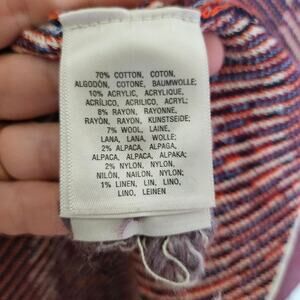 70% COTTON, COTON,
ALGODÓN, COTONE, BAUMWOLLE;
10% ACRYLIC, ACRYLIQUE,
ACRÍLICO, ACRILICO, ACRYL;
8% RAYON, RAYONNE,
RAYÓN, RAYON, KUNSTSEIDE;
7% WOOL, LAINE,
LANA, LANA, WOLLE;
2% ALPACA, ALPAGA,
ALPACA, ALPACA, ALPAKA;
2% NYLON, NYLON,
NILÓN, NAILON, NYLON;
1% LINEN, LIN, LINO,
LINO, LEINEN